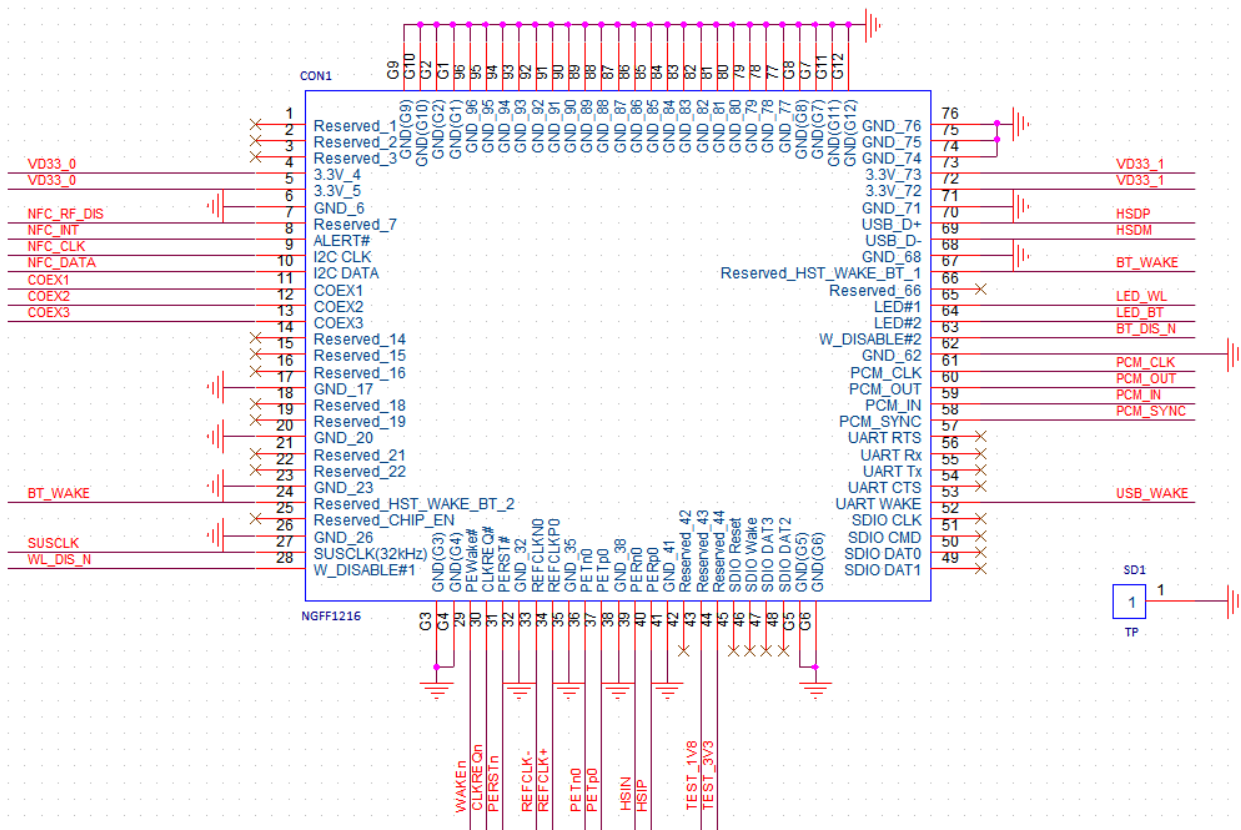 G9
G10
G2
G1
96
95
94
93
92
91
90
89
88
87
86
85
84
83
82
81
80
79
78
77
G8
G7
G11
G12
CON1
GND(G9)
GND(G10)
GND(G2)
GND(G1)
GND_96
GND_95
GND_94
GND_93
GND_92
GND_91
GND_90
GND_89
GND_88
GND_87
GND_86
GND_85
GND_84
GND_83
GND_82
GND_81
GND_80
GND_79
GND_78
GND_77
GND(G8)
GND(G7)
GND(G11)
GND(G12)
1 Reserved_1
2 Reserved_2
3 Reserved_3
VD33_0 4 3.3V_4
VD33_0 5 3.3V_5
6 GND_6
NFC_RF_DIS 7 Reserved_7
NFC_INT 8 ALERT#
NFC_CLK 9 I2C CLK
NFC_DATA 10 I2C DATA
COEX1 11 COEX1
COEX2 12 COEX2
COEX3 13 COEX3
14 Reserved_14
15 Reserved_15
16 Reserved_16
17 GND_17
18 Reserved_18
19 Reserved_19
20 GND_20
21 Reserved_21
22 Reserved_22
23 GND_23
BT_WAKE 24 Reserved_HST_WAKE_BT_2
25 Reserved_CHIP_EN
26 GND_26
SUSCLK 27 SUSCLK(32kHz)
WL_DIS_N 28 W_DISABLE#1
GND_76 76
GND_75 75
GND_74 74
3.3V_73 73 VD33_1
3.3V_72 72 VD33_1
GND_71 71
USB_D+ 70 HSDP
USB_D- 69 HSDM
GND_68 68
Reserved_HST_WAKE_BT_1 67 BT_WAKE
Reserved_66 66
LED#1 65 LED_WL
LED#2 64 LED_BT
W_DISABLE#2 63 BT_DIS_N
GND_62 62
PCM_CLK 61 PCM_CLK
PCM_OUT 60 PCM_OUT
PCM_IN 59 PCM_IN
PCM_SYNC 58 PCM_SYNC
UART RTS 57
UART Rx 56
UART Tx 55
UART CTS 54
UART WAKE 53 USB_WAKE
SDIO CLK 52
SDIO CMD 51
SDIO DAT0 50
SDIO DAT1 49
GND(G3)
GND(G4)
PEWake#
CLKREQ#
PERST#
GND_32
REFCLKN0
REFCLKP0
GND_35
PETn0
PETp0
GND_38
PERn0
PERp0
GND_41
Reserved_42
Reserved_43
Reserved_44
SDIO Reset
SDIO Wake
SDIO DAT3
SDIO DAT2
GND(G5)
GND(G6)
NGFF1216
G3
G4
29
30
31
32
33
34
35
36
37
38
39
40
41
42
43
44
45
46
47
48
G5
G6
WAKEn
CLKREQn
PERSTn
REFCLK-
REFCLK+
PETn0
PETp0
HSIN
HSIP
TEST_1V8
TEST_3V3
SD1
1 1
TP